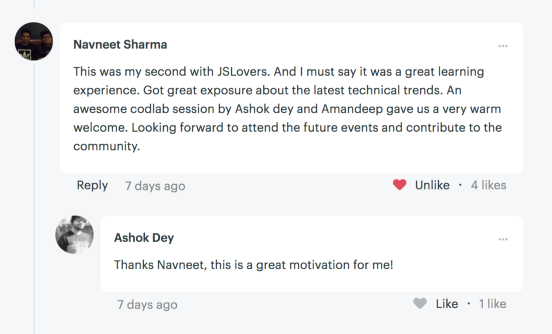 Navneet Sharma
This was my second with JSLovers. And I must say it was a great learning
experience. Got great exposure about the latest technical trends. An
awesome codlab session by Ashok dey and Amandeep gave us a very warm
welcome. Looking forward to attend the future events and contribute to the
community.
Reply 7 days ago Unlike · 4 likes
Ashok Dey
Thanks Navneet, this is a great motivation for me!
7 days ago Like · 1 like